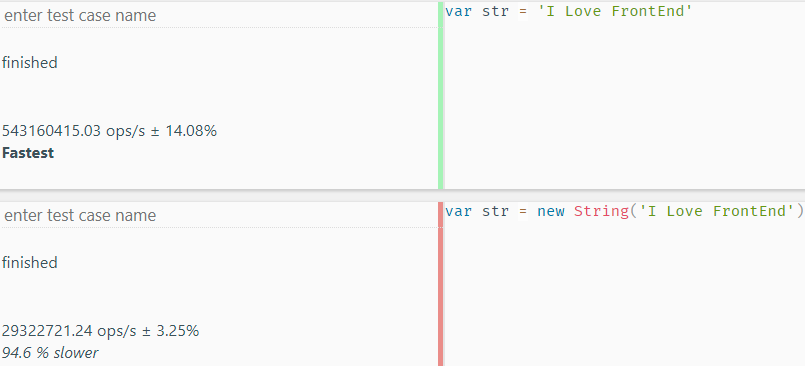 enter test case name
var str = 'I Love FrontEnd'
finished
543160415.03 ops/s ± 14.08%
Fastest
enter test case name
var str = new String('I Love FrontEnd')
finished
29322721.24 ops/s ± 3.25%
94.6 % slower